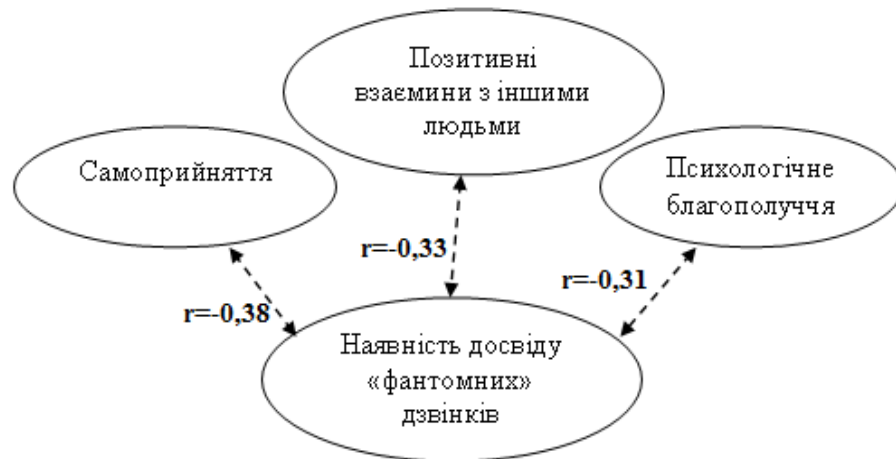 Позитивні
взаємини з іншими
людьми
Самоприйняття
Психологічне
благополуччя
r=-0,33
r=-0,31
r=-0,38
Наявність досвіду
«фантомних»
дзвінків